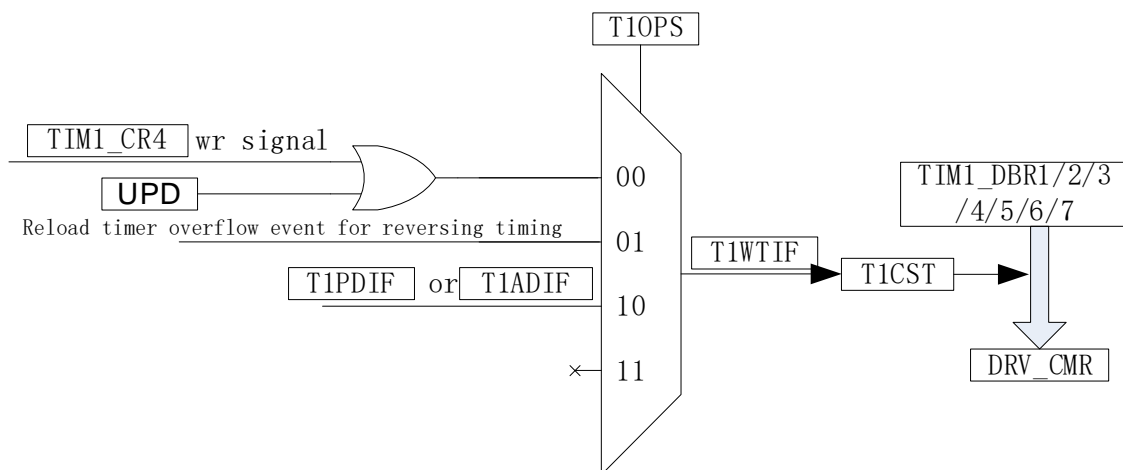 T1OPS
TIM1_CR4 wr signal
UPD
00
TIM1_DBR1/2/3
/4/5/6/7
Reload timer overflow event for reversing timing
01
T1WTIF
T1PDIF or T1ADIF
T1CST
10
11
DRV_CMR